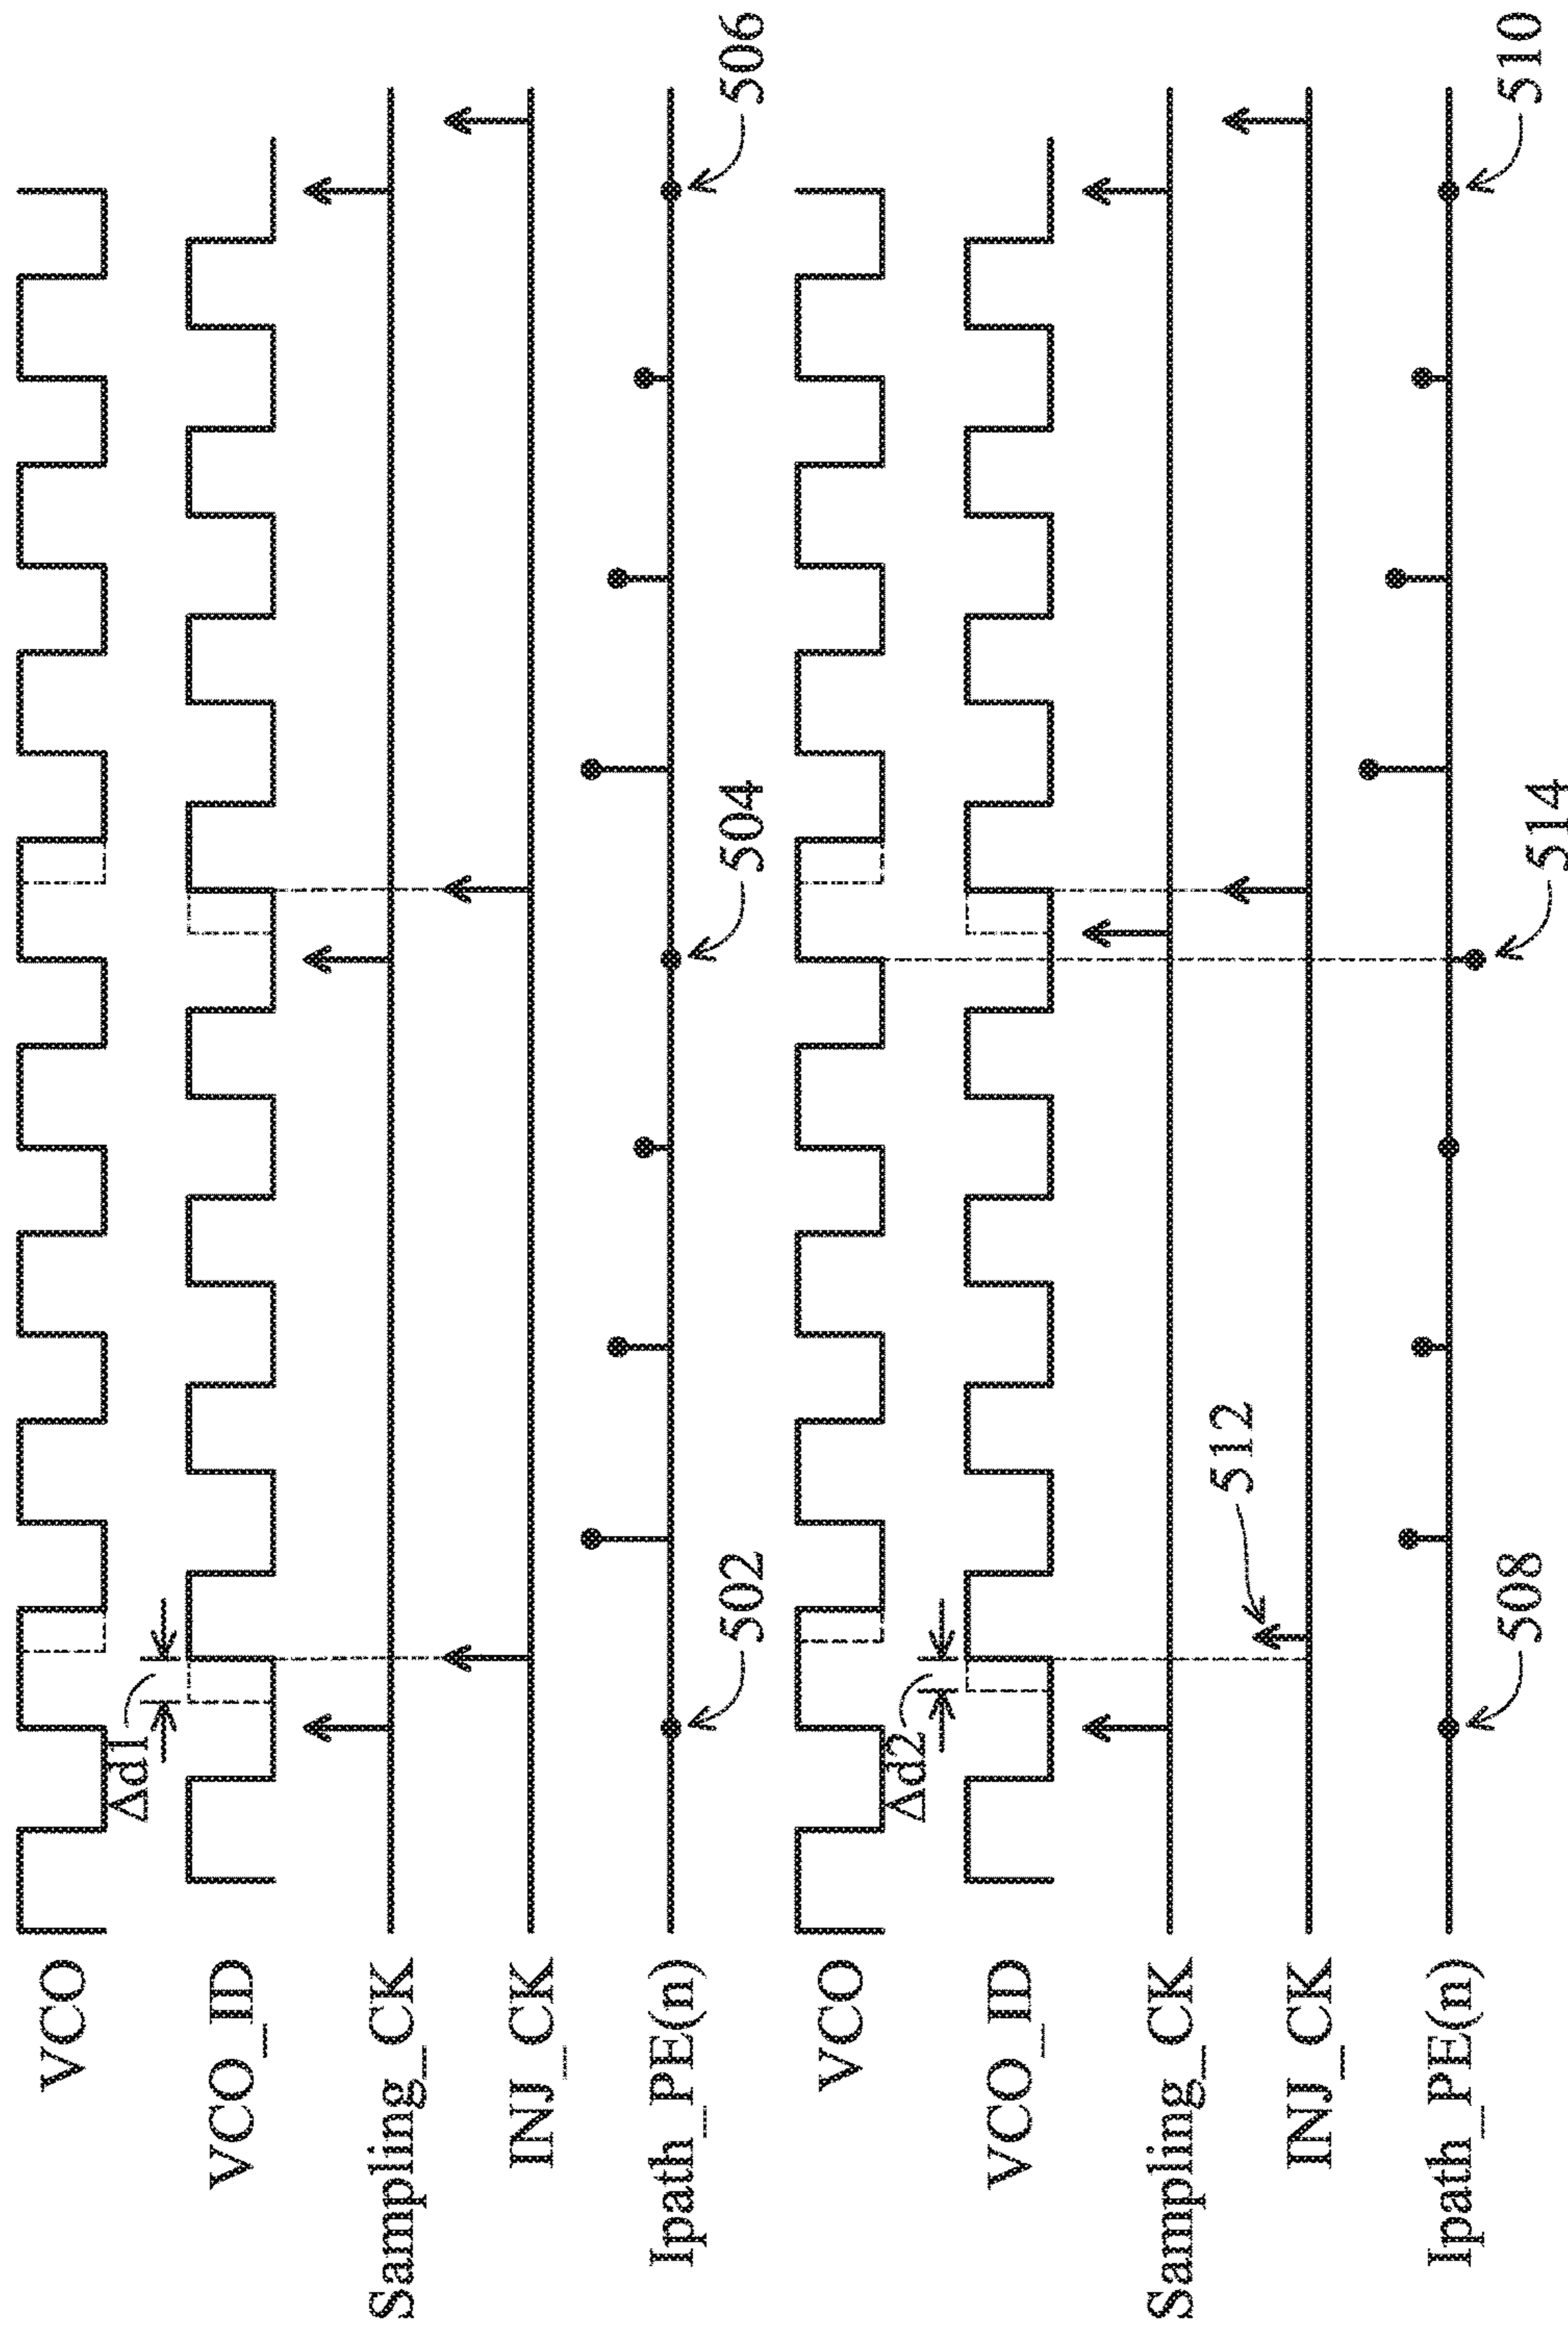 VCO
Δd1
VCO_ID
Sampling_CK
INJ_CK
Ipath_PE(n)
502
504
506
VCO
Δd2
VCO_ID
Sampling_CK
512
INJ_CK
Ipath_PE(n)
508
514
510